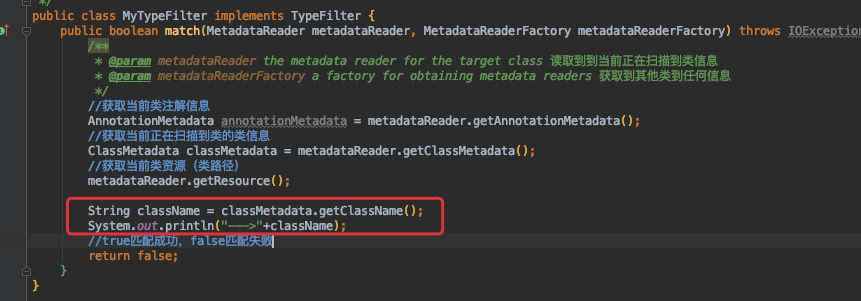 */
public class MyTypeFilter implements TypeFilter {
public boolean match(MetadataReader metadataReader, MetadataReaderFactory metadataReaderFactory) throws IOException
/**
* @param metadataReader the metadata reader for the target class 读取到到当前正在扫描到类信息
* @param metadataReaderFactory a factory for obtaining metadata readers 获取到其他类到任何信息
*/
//获取当前类注解信息
AnnotationMetadata annotationMetadata = metadataReader.getAnnotationMetadata();
//获取当前正在扫描到类的类信息
ClassMetadata classMetadata = metadataReader.getClassMetadata();
//获取当前类资源（类路径）
metadataReader.getResource();
String className = classMetadata.getClassName();
System.out.println("--->"+className);
//true匹配成功，false匹配失败
return false;
}
}